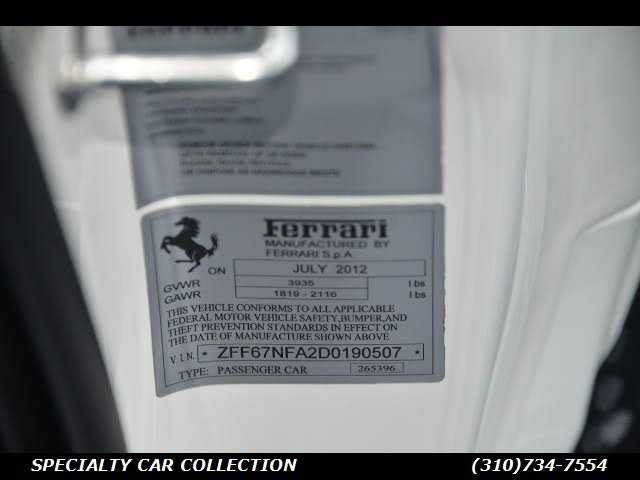 Ferrari
MANUFACTURED BY
FERRARI S.p.A.
ON JULY 2012
GVWR 3935 lbs
GAWR 1819 - 2116 lbs
THIS VEHICLE CONFORMS TO ALL APPLICABLE
FEDERAL MOTOR VEHICLE SAFETY, BUMPER, AND
THEFT PREVENTION STANDARDS IN EFFECT ON
THE DATE OF MANUFACTURE SHOWN ABOVE
V.I.N. * ZFF67NFA2D0190507 *
TYPE: PASSENGER CAR 265396
SPECIALTY CAR COLLECTION (310)734-7554